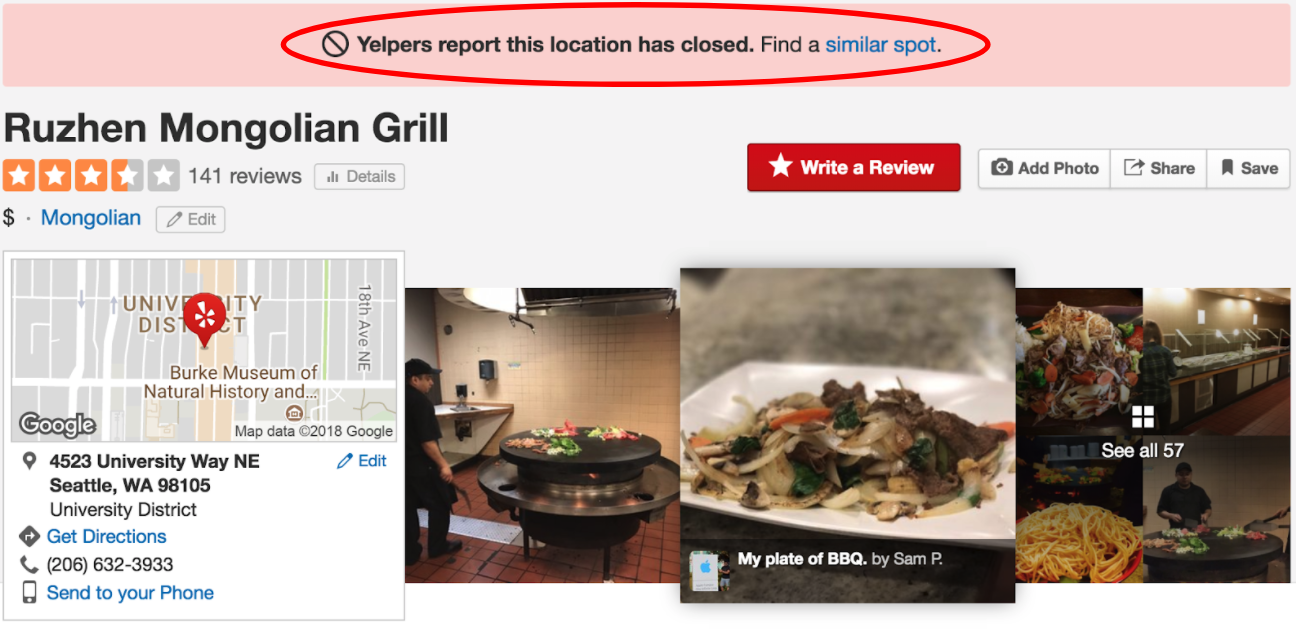 Yelpers report this location has closed. Find a similar spot.
Ruzhen Mongolian Grill
141 reviews
Details
Write a Review
Add Photo
Share
Save
$ · Mongolian
Edit
UNIVERSITY
DISTRICT
18th Ave NE
Burke Museum of
Natural History and...
Google
Map data ©2018 Google
4523 University Way NE
Edit
Seattle, WA 98105
University District
Get Directions
(206) 632-3933
Send to your Phone
My plate of BBQ. by Sam P.
See all 57